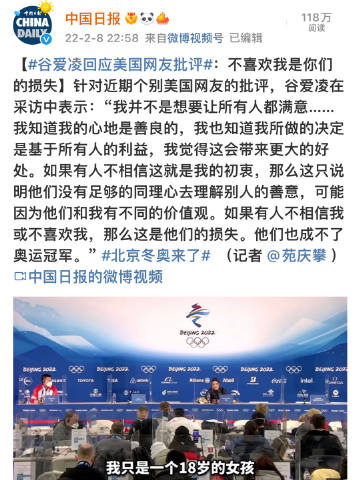 中国日报
118万
阅读
22-2-8 22:58 来自微博视频号 已编辑
CHINA
DAILY
【#谷爱凌回应美国网友批评#：不喜欢我是你们
的损失】针对近期个别美国网友的批评，谷爱凌在
采访中表示：“我并不是想要让所有人都满意……
我知道我的心地是善良的，我也知道我所做的决定
是基于所有人的利益，我觉得这会带来更大的好
处。如果有人不相信这就是我的初衷，那么这只说
明他们没有足够的同理心去理解别人的善意，可能
因为他们和我有不同的价值观。如果有人不相信我
或不喜欢我，那么这是他们的损失。他们也成不了
奥运冠军。”#北京冬奥来了#（记者 @苑庆攀 ）
中国日报的微博视频
BEIJING 2022
BEIJING 2022
我只是一个18岁的女孩